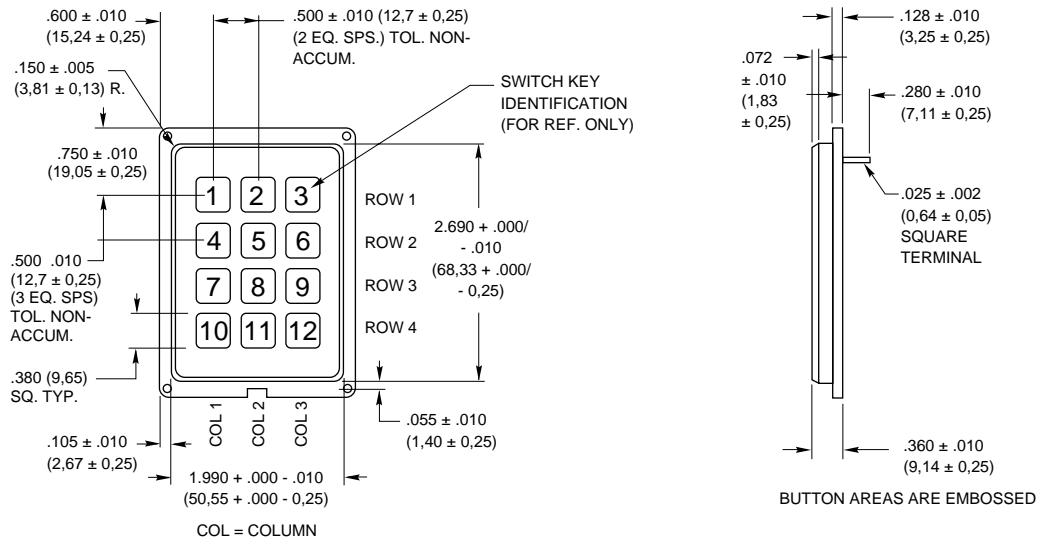 .600 ± .010
(15,24 ± 0,25)
.500 ± .010 (12,7 ± 0,25)
(2 EQ. SPS.) TOL. NON-
ACCUM.
.150 ± .005
(3,81 ± 0,13) R.
SWITCH KEY
IDENTIFICATION
(FOR REF. ONLY)
.750 ± .010
(19,05 ± 0,25)
1 2 3
ROW 1
4 5 6
ROW 2
7 8 9
ROW 3
10 11 12
ROW 4
2.690 + .000/
- .010
(68,33 + .000/
- 0,25)
.500 .010
(12,7 ± 0,25)
(3 EQ. SPS)
TOL. NON-
ACCUM.
.380 (9,65)
SQ. TYP.
.105 ± .010
(2,67 ± 0,25)
COL 1
COL 2
COL 3
.055 ± .010
(1,40 ± 0,25)
1.990 + .000 - .010
(50,55 + .000 - 0,25)
COL = COLUMN
.128 ± .010
(3,25 ± 0,25)
.072
± .010
(1,83
± 0,25)
.280 ± .010
(7,11 ± 0,25)
.025 ± .002
(0,64 ± 0,05)
SQUARE
TERMINAL
.360 ± .010
(9,14 ± 0,25)
BUTTON AREAS ARE EMBOSSED